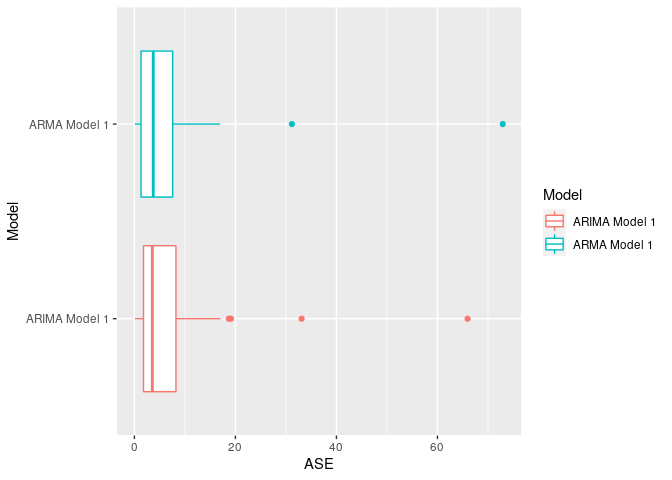 ARMA Model 1
ARIMA Model 1
Model
0 20 40 60
ASE
Model
ARIMA Model 1
ARMA Model 1